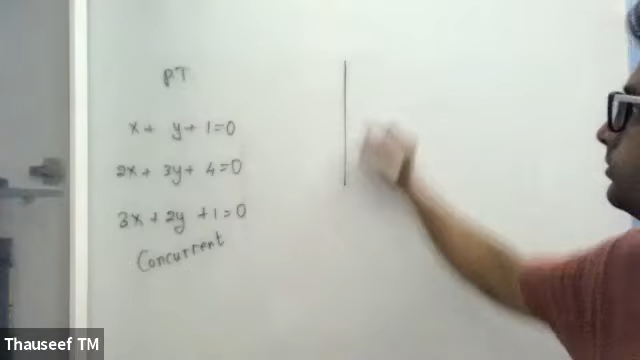 PT
x + y + 1 = 0
2x + 3y + 4 = 0
3x + 2y + 1 = 0
Concurrent
Thauseef TM